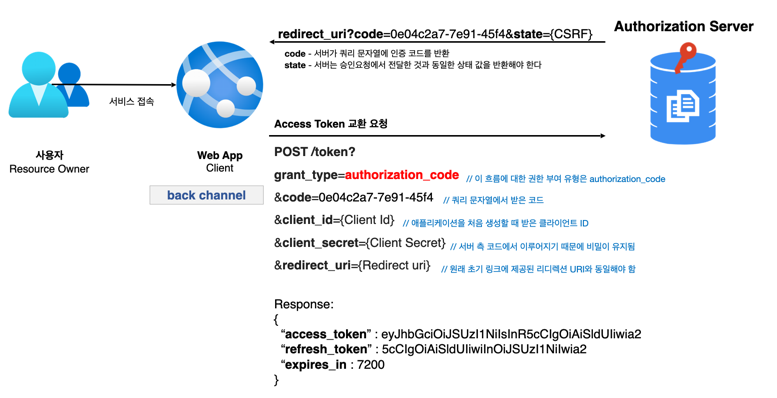 redirect_uri?code=0e04c2a7-7e91-45f4&state={CSRF}
Authorization Server
code - 서버가 쿼리 문자열에 인증 코드를 반환
state - 서버는 승인요청에서 전달한 것과 동일한 상태 값을 반환해야 한다
서비스 접속
Access Token 교환 요청
사용자
Resource Owner
Web App
Client
back channel
POST /token?
grant_type=authorization_code // 이 흐름에 대한 권한 부여 유형은 authorization_code
&code=0e04c2a7-7e91-45f4 // 쿼리 문자열에서 받은 코드
&client_id={Client Id} // 애플리케이션을 처음 생성할 때 받은 클라이언트 ID
&client_secret={Client Secret} // 서버 측 코드에서 이루어지기 때문에 비밀이 유지됨
&redirect_uri={Redirect uri} // 원래 초기 링크에 제공된 리디렉션 URI와 동일해야 함
Response:
{
“access_token” : eyJhbGciOiJSUzI1NiIsInR5cCIgOiAiSldUIiwia2
“refresh_token” : 5cCIgOiAiSldUIiwiInOiJSUzI1NiIwia2
“expires_in : 7200
}